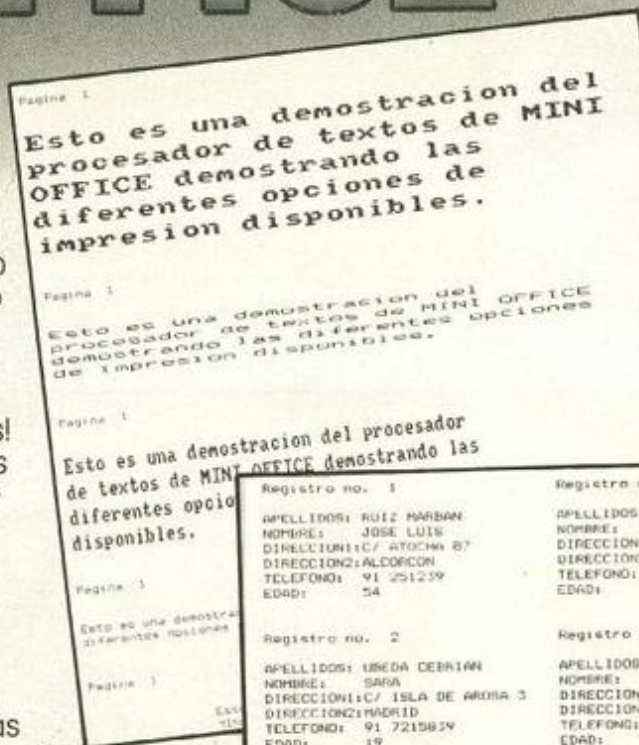 Pagina 1
Esto es una demostracion del
procesador de textos de MINI
OFFICE demostrando las
diferentes opciones de
impresion disponibles.
Pagina 1
Esto es una demostracion del
procesador de textos de MINI OFFICE
demostrando las diferentes opciones
de impresion disponibles.
Pagina 1
Esto es una demostracion del procesador
de textos de MINI OFFICE demostrando las
diferentes opcio
disponibles.
Pagina 1
Esto es una demostrac
diferentes opciones
Pagina 1
Registro no. 1
APELLIDOS: RUIZ MARBAN
NOMBRE: JOSE LUIS
DIRECCION1:C/ ATOCHA 87
DIRECCION2:ALCORCON
TELEFONO: 91 251239
EDAD: 54
Registro no. 2
APELLIDOS: UBEDA CEBRIAN
NOMBRE: SARA
DIRECCION1:C/ ISLA DE AROSA 3
DIRECCION2:MADRID
TELEFONO: 91 7215839
EDAD: 19
Registro
APELLIDOS
NOMBRE:
DIRECCION
DIRECCION
TELEFONO:
EDAD:
Registro
APELLIDOS
NOMBRE:
DIRECCION
DIRECCION
TELEFONO:
EDAD: